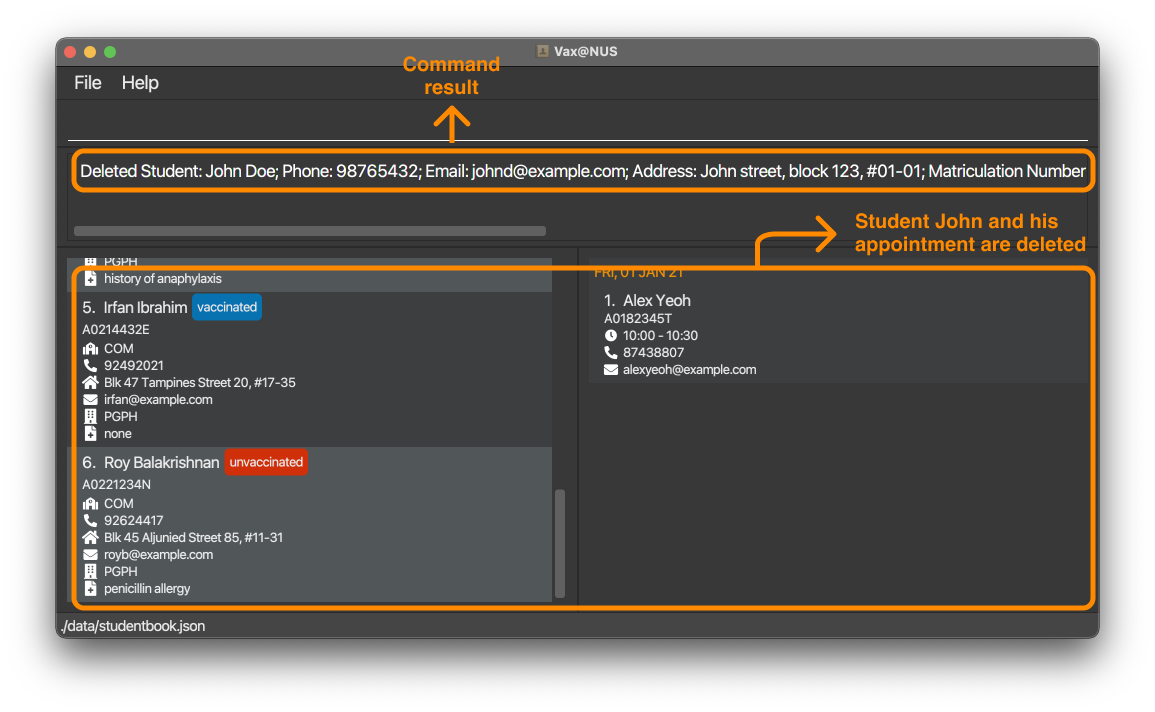 Vax@NUS
Command
result
File Help
Deleted Student: John Doe; Phone: 98765432; Email: johnd@example.com; Address: John street, block 123, #01-01; Matriculation Number
Student John and his
appointment are deleted
PGPH
history of anaphylaxis
5. Irfan Ibrahim vaccinated
A0214432E
COM
92492021
Blk 47 Tampines Street 20, #17-35
irfan@example.com
PGPH
none
6. Roy Balakrishnan unvaccinated
A0221234N
COM
92624417
Blk 45 Aljunied Street 85, #11-31
royb@example.com
PGPH
penicillin allergy
FRI, 01 JAN 21
1. Alex Yeoh
A0182345T
10:00 - 10:30
87438807
alexyeoh@example.com
./data/studentbook.json